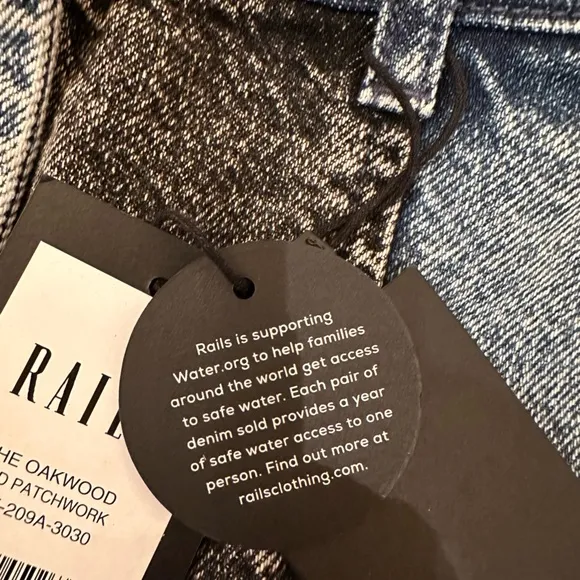 Rails is supporting
Water.org to help families
around the world get access
to safe water. Each pair of
denim sold provides a year
of safe water access to one
person. Find out more at
railsclothing.com.
RAIL
HE OAKWOOD
D PATCHWORK
-209A-3030